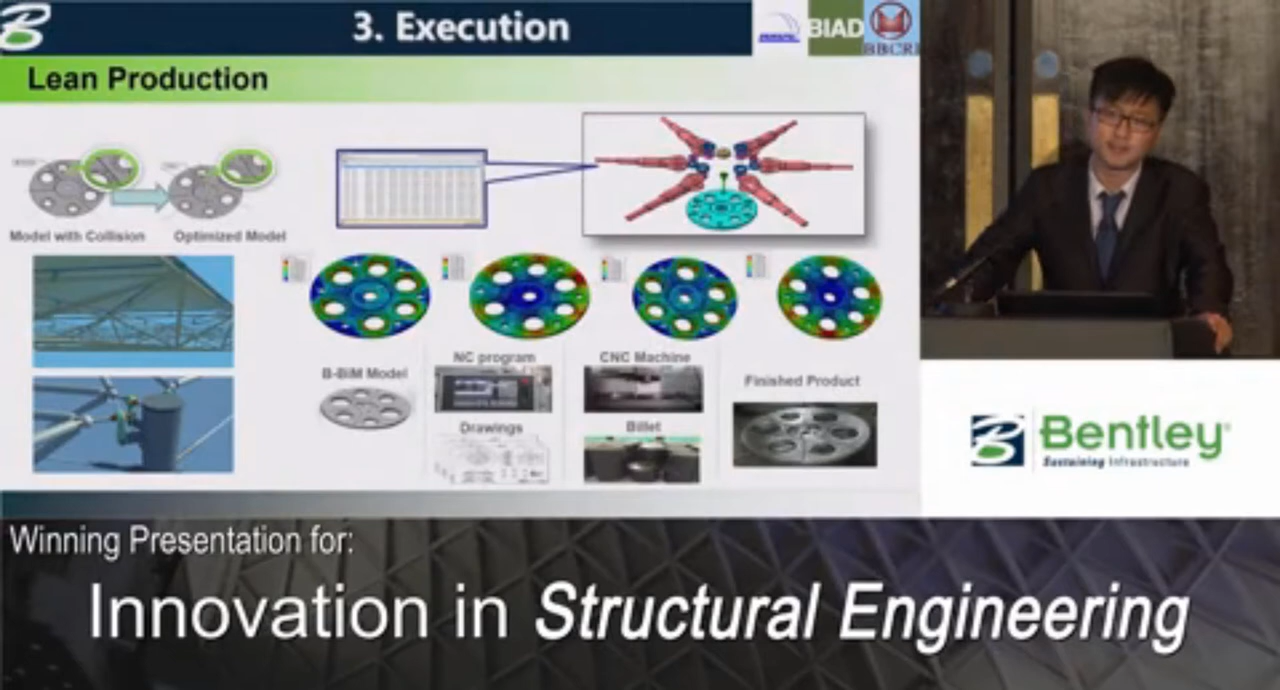 3. Execution
BIAD
BBCRI
Lean Production
Model with Collision
Optimized Model
B-BiM Model
NC program
CNC Machine
Finished Product
Drawings
Billet
Bentley®
Sustaining Infrastructure
Winning Presentation for:
Innovation in Structural Engineering